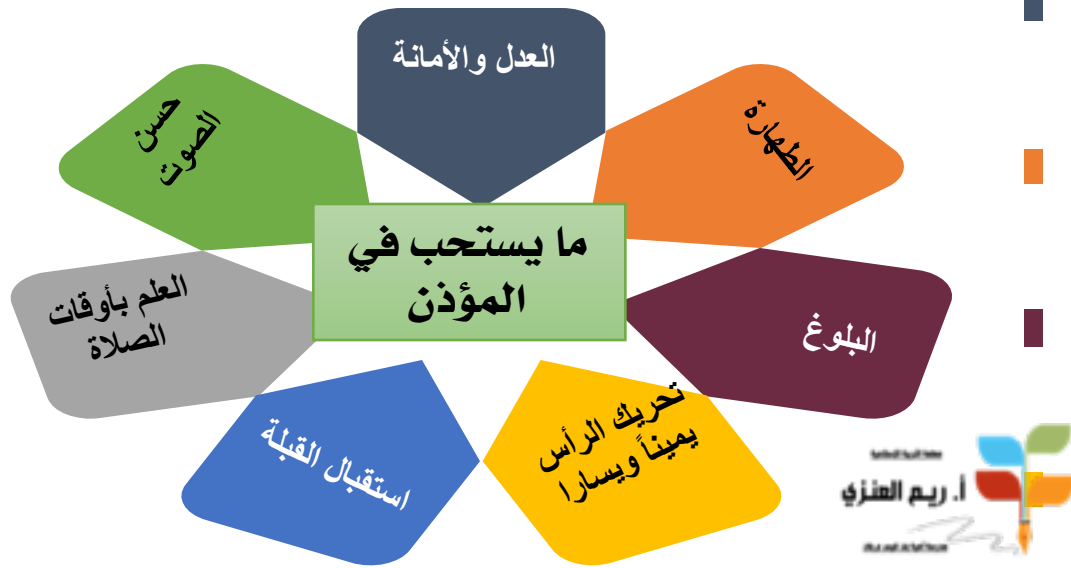 ما يستحب في
المؤذن
العدل والأمانة
الطهارة
البلوغ
تحريك الرأس
يميناً ويسارا
استقبال القبلة
العلم بأوقات
الصلاة
حسن
الصوت
أ. ريم العنزي